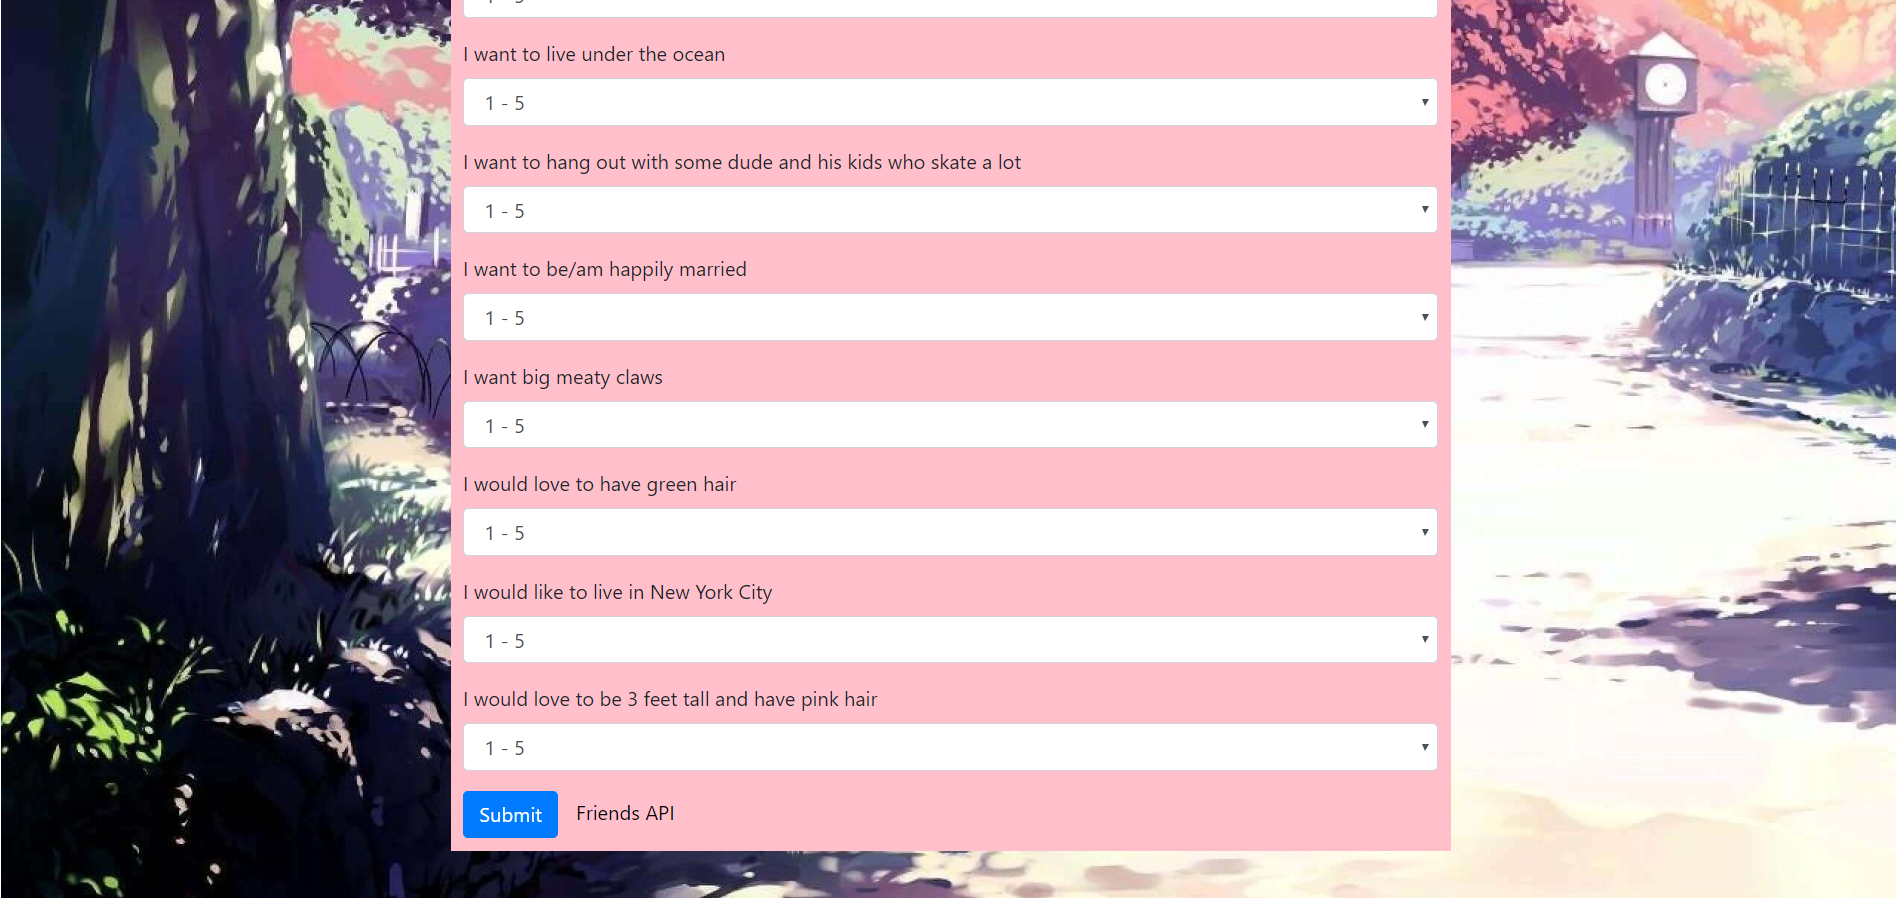 I want to live under the ocean
1 - 5
I want to hang out with some dude and his kids who skate a lot
1 - 5
I want to be/am happily married
1 - 5
I want big meaty claws
1 - 5
I would love to have green hair
1 - 5
I would like to live in New York City
1 - 5
I would love to be 3 feet tall and have pink hair
1 - 5
Submit Friends API